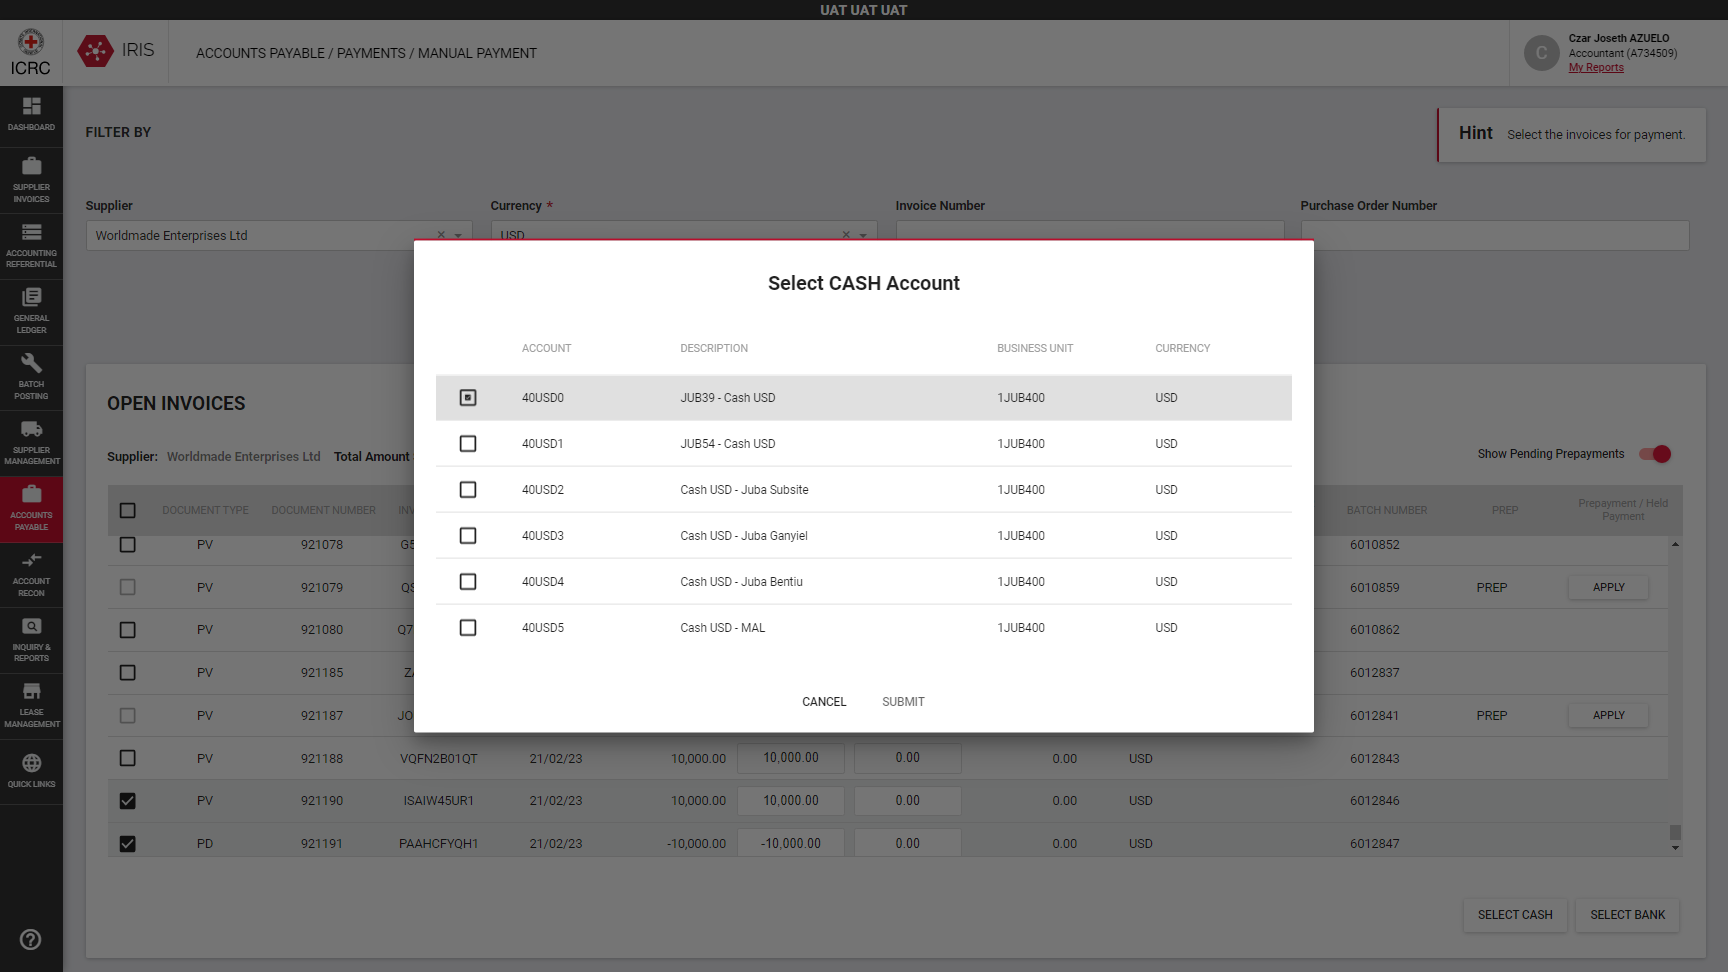 UAT UAT UAT
ICRC
IRIS
ACCOUNTS PAYABLE / PAYMENTS / MANUAL PAYMENT
C
Czar Joseth AZUELO
Accountant (A734509)
My Reports
DASHBOARD
SUPPLIER
INVOICES
ACCOUNTING
REFERENTIAL
GENERAL
LEDGER
BATCH
POSTING
SUPPLIER
MANAGEMENT
ACCOUNTS
PAYABLE
ACCOUNT
RECON
INQUIRY &
REPORTS
LEASE
MANAGEMENT
QUICK LINKS
FILTER BY
Hint Select the invoices for payment.
Supplier Currency * Invoice Number Purchase Order Number
Worldmade Enterprises Ltd × USD ×
Select CASH Account
ACCOUNT DESCRIPTION BUSINESS UNIT CURRENCY
40USD0 JUB39 - Cash USD 1JUB400 USD
40USD1 JUB54 - Cash USD 1JUB400 USD
40USD2 Cash USD - Juba Subsite 1JUB400 USD
40USD3 Cash USD - Juba Ganyiel 1JUB400 USD
40USD4 Cash USD - Juba Bentiu 1JUB400 USD
40USD5 Cash USD - MAL 1JUB400 USD
CANCEL SUBMIT
OPEN INVOICES
Supplier: Worldmade Enterprises Ltd Total Amount
Show Pending Prepayments
DOCUMENT TYPE DOCUMENT NUMBER BATCH NUMBER PREP Prepayment / Held
Payment
PV 921078 6010852
PV 921079 6010859 PREP APPLY
PV 921080 6010862
PV 921185 6012837
PV 921187 6012841 PREP APPLY
PV 921188 VQFN2B01QT 21/02/23 10,000.00 10,000.00 0.00 0.00 USD 6012843
PV 921190 ISAIW45UR1 21/02/23 10,000.00 10,000.00 0.00 0.00 USD 6012846
PD 921191 PAAHCFYQH1 21/02/23 -10,000.00 -10,000.00 0.00 0.00 USD 6012847
SELECT CASH SELECT BANK